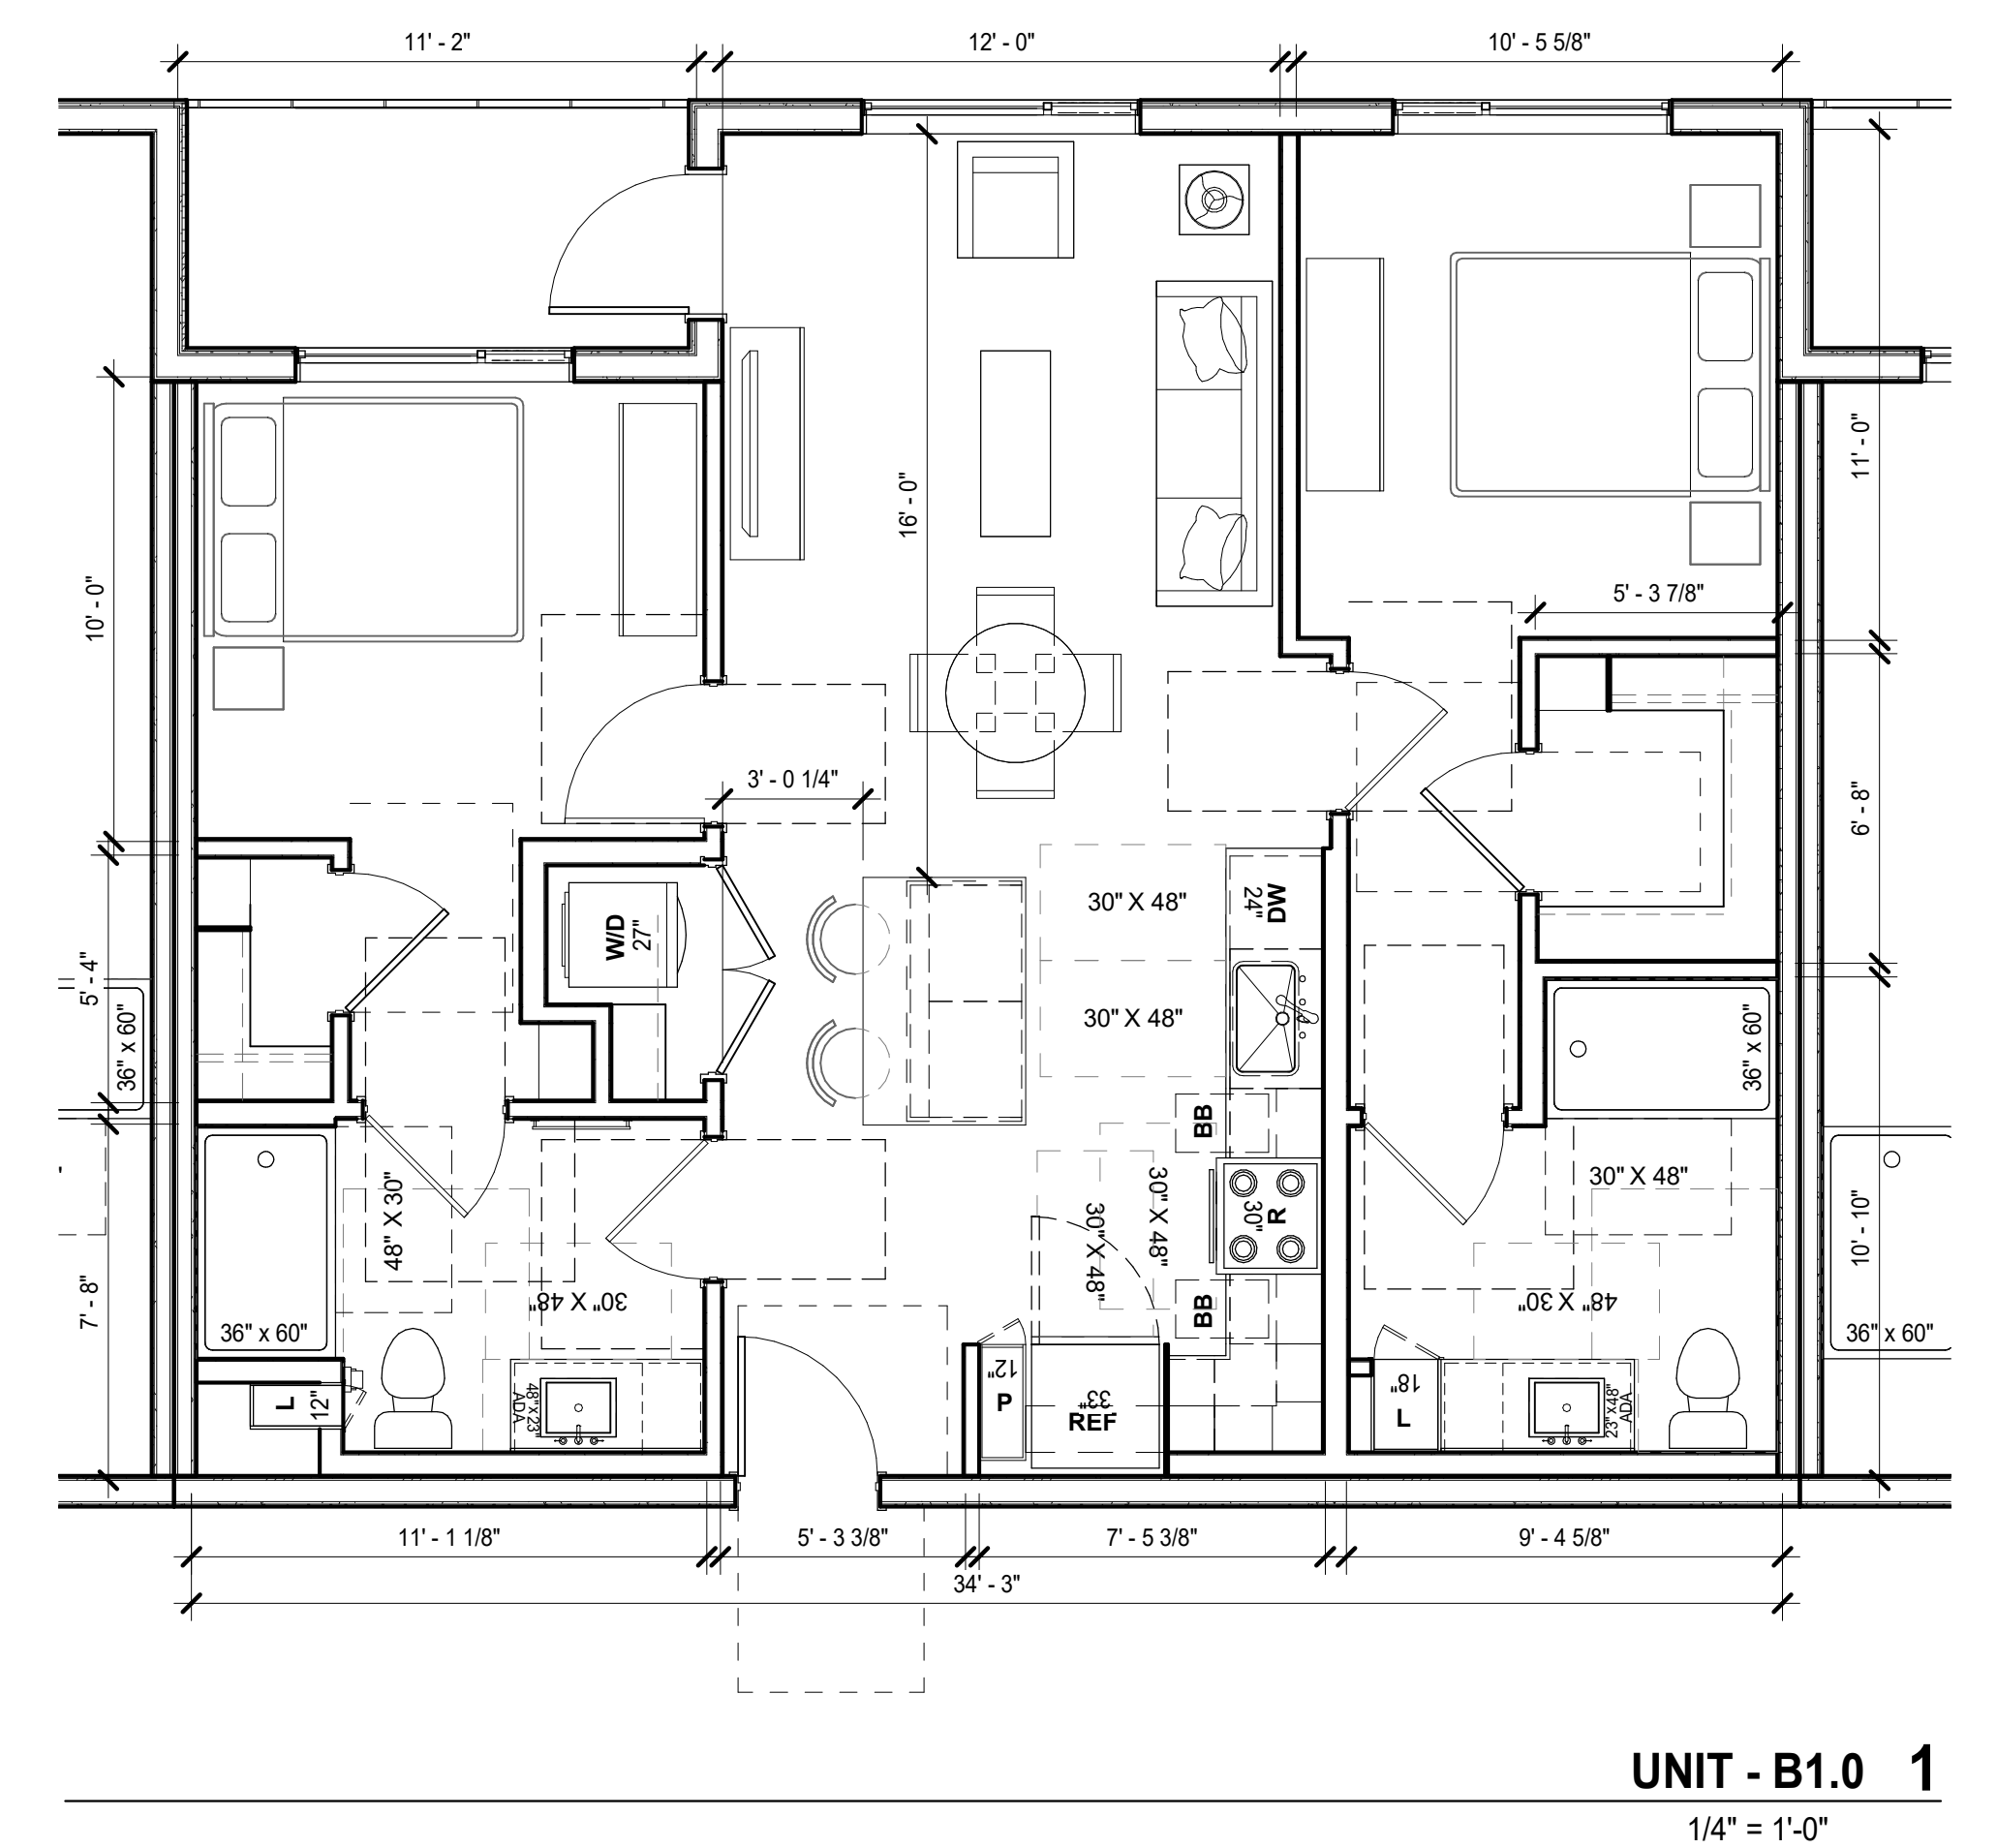 11' - 2"
12' - 0"
10' - 5 5/8"
16' - 0"
11' - 0"
10' - 0"
5' - 3 7/8"
3' - 0 1/4"
6' - 8"
30" X 48"
DW
24"
W/D
27"
5' - 4"
36" x 60"
30" X 48"
36" x 60"
BB
48" X 30"
30" X 48"
30" X 48"
30" X 48"
R
30"
10' - 10"
7' - 8"
30" X 48"
48" X 30"
BB
36" x 60"
36" x 60"
L
12"
48"x23"
ADA
12"
P
33"
REF
18"
L
23"x48"
ADA
11' - 1 1/8"
5' - 3 3/8"
7' - 5 3/8"
9' - 4 5/8"
34' - 3"
UNIT - B1.0 1
1/4" = 1'-0"